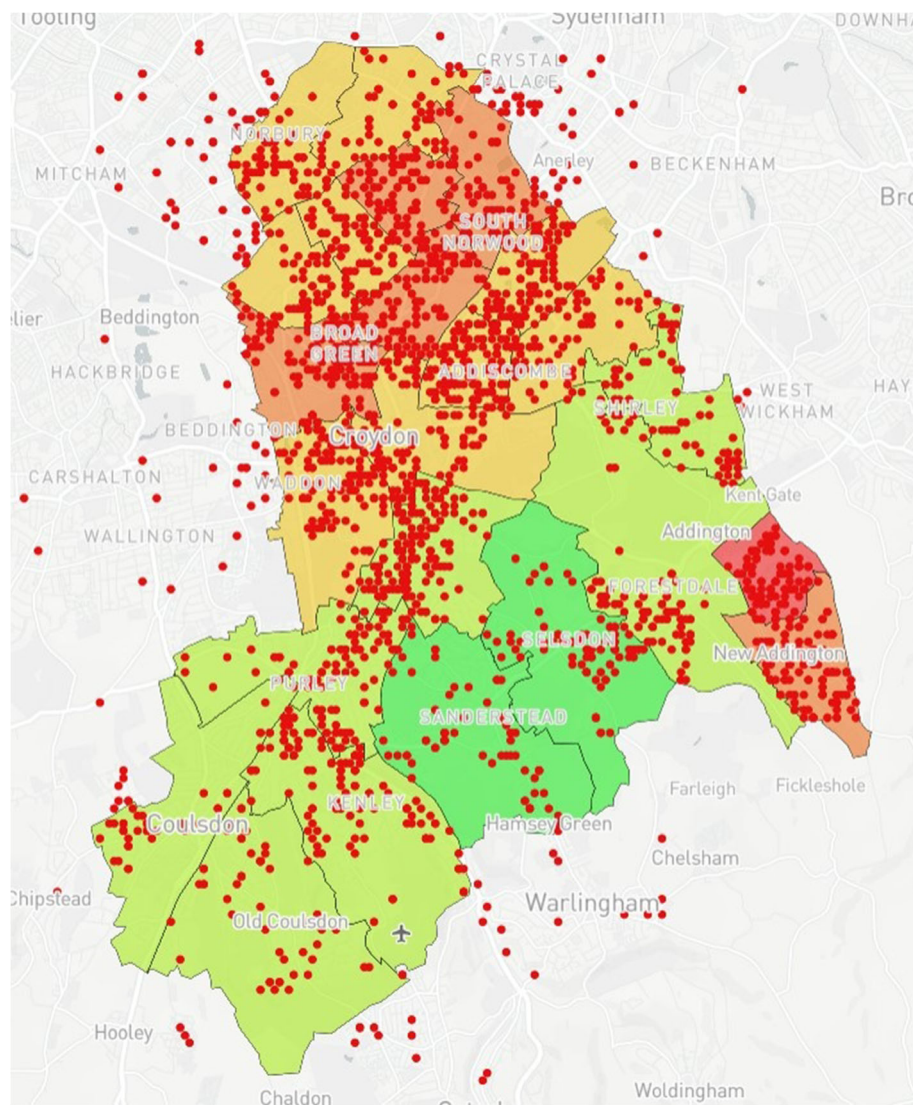 Tooling
Sydenham
CRYSTAL
PALACE
NORBURY
Anerley
BECKENHAM
MITCHAM
SOUTH
NORWOOD
Beddington
BROAD
GREEN
HACKBRIDGE
ADDISCOMBE
WEST
WICKHAM
SHIRLEY
BEDDINGTON
Croydon
CARSHALTON
WADDON
Kent Gate
WALLINGTON
Addington
FORESTDALE
SELSDON
New Addington
PURLEY
SANDERSTEAD
Farleigh
Fickleshole
KENLEY
Coulsdon
Hamsey Green
Chelsham
Chipstead
Warlingham
Old Coulsdon
Hooley
Chaldon
Woldingham